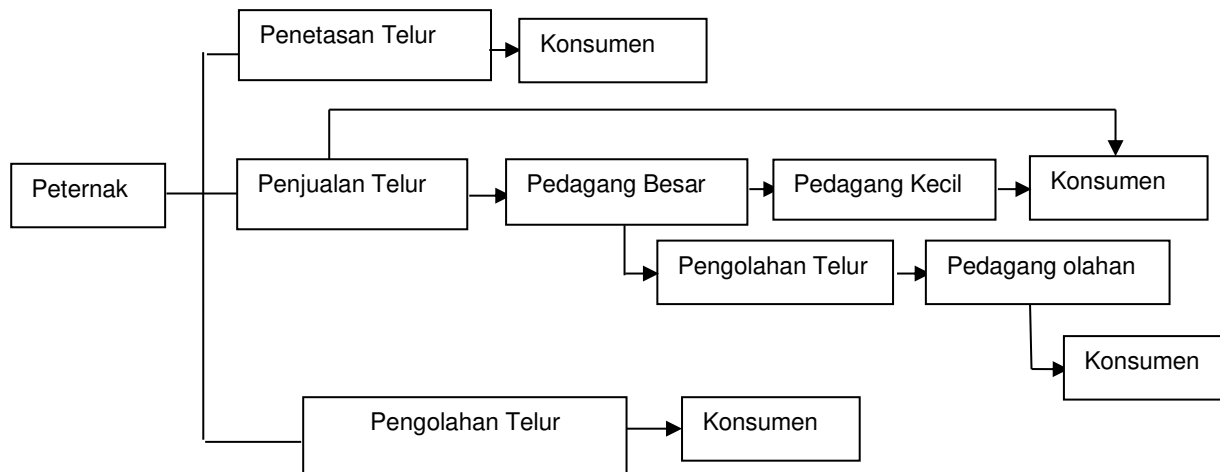 Penetasan Telur
Konsumen
Peternak
Penjualan Telur
Pedagang Besar
Pedagang Kecil
Konsumen
Pengolahan Telur
Pedagang olahan
Konsumen
Pengolahan Telur
Konsumen